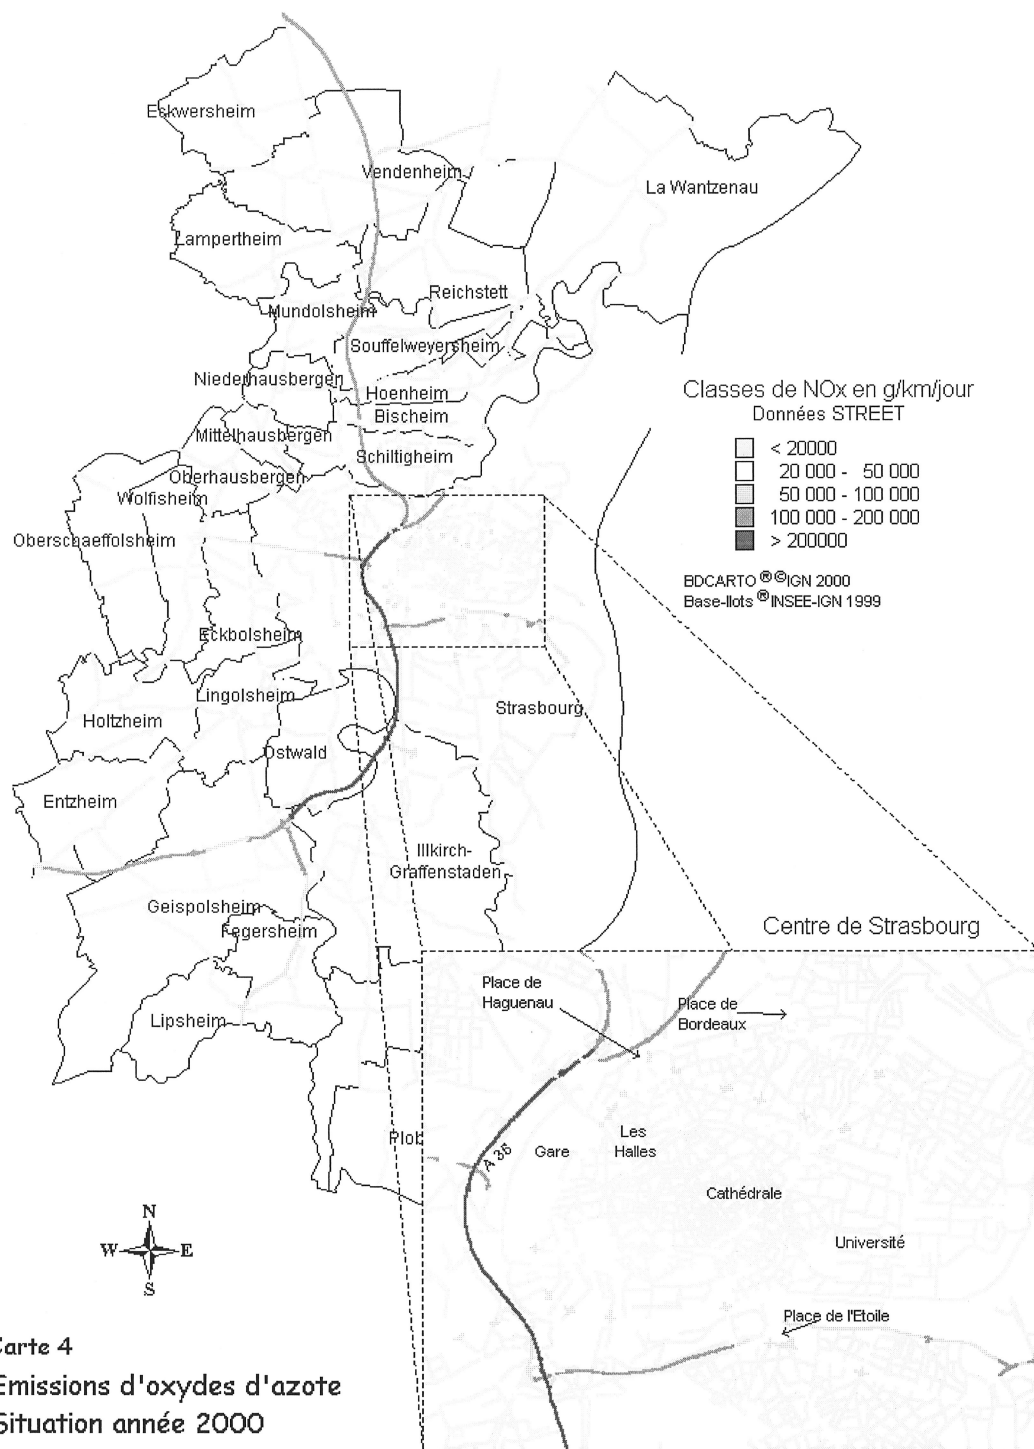 Eskwersheim
Vendenheim
La Wantzenau
Lampertheim
Reichstett
Mundolsheim
Souffelweyersheim
Niederhausbergen
Hoenheim
Bischeim
Mittelhausbergen
Schiltigheim
Oberhausbergen
Wolfisheim
Oberschaeffolsheim
Eckbolsheim
Lingolsheim
Holtzheim
Strasbourg
Ostwald
Entzheim
Illkirch-
Graffenstaden
Geispolsheim
Fegersheim
Lipsheim
Plob
Classes de NOx en g/km/jour
Données STREET
< 20000
20 000 - 50 000
50 000 - 100 000
100 000 - 200 000
> 200000
BDCARTO ® © IGN 2000
Base-Ilots ® INSEE-IGN 1999
Centre de Strasbourg
Place de
Haguenau
Place de
Bordeaux
A 35
Gare
Les
Halles
Cathédrale
Université
Place de l'Etoile
N
W E
S
Carte 4
Emissions d'oxydes d'azote
Situation année 2000